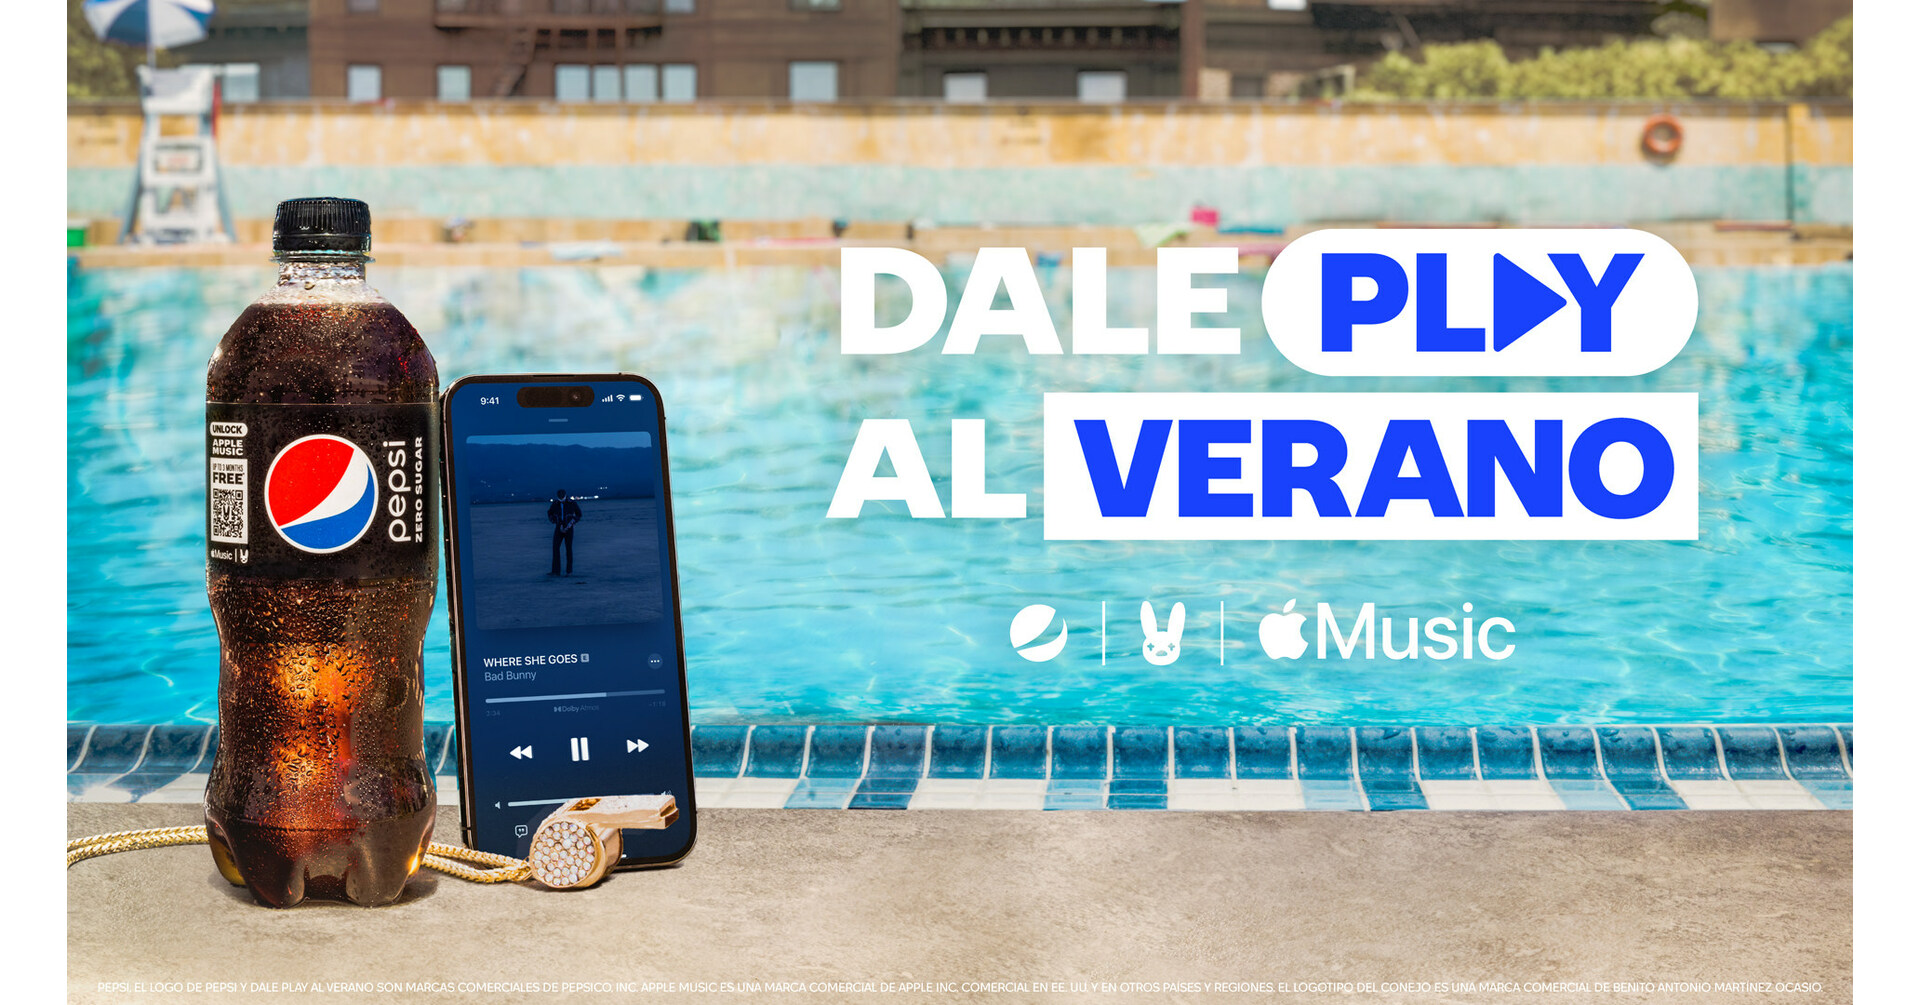 DALE PLAY
AL VERANO
Music
UNLOCK
APPLE
MUSIC
UP TO 3 MONTHS
FREE
Music
pepsi
ZERO SUGAR
9:41
WHERE SHE GOES E
Bad Bunny
Dolby Atmos
PEPSI, EL LOGO DE PEPSI Y DALE PLAY AL VERANO SON MARCAS COMERCIALES DE PEPSICO, INC. APPLE MUSIC ES UNA MARCA COMERCIAL DE APPLE INC. COMERCIAL EN EE. UU. Y EN OTROS PAÍSES Y REGIONES. EL LOGOTIPO DEL CONEJO ES UNA MARCA COMERCIAL DE BENITO ANTONIO MARTÍNEZ OCASIO.